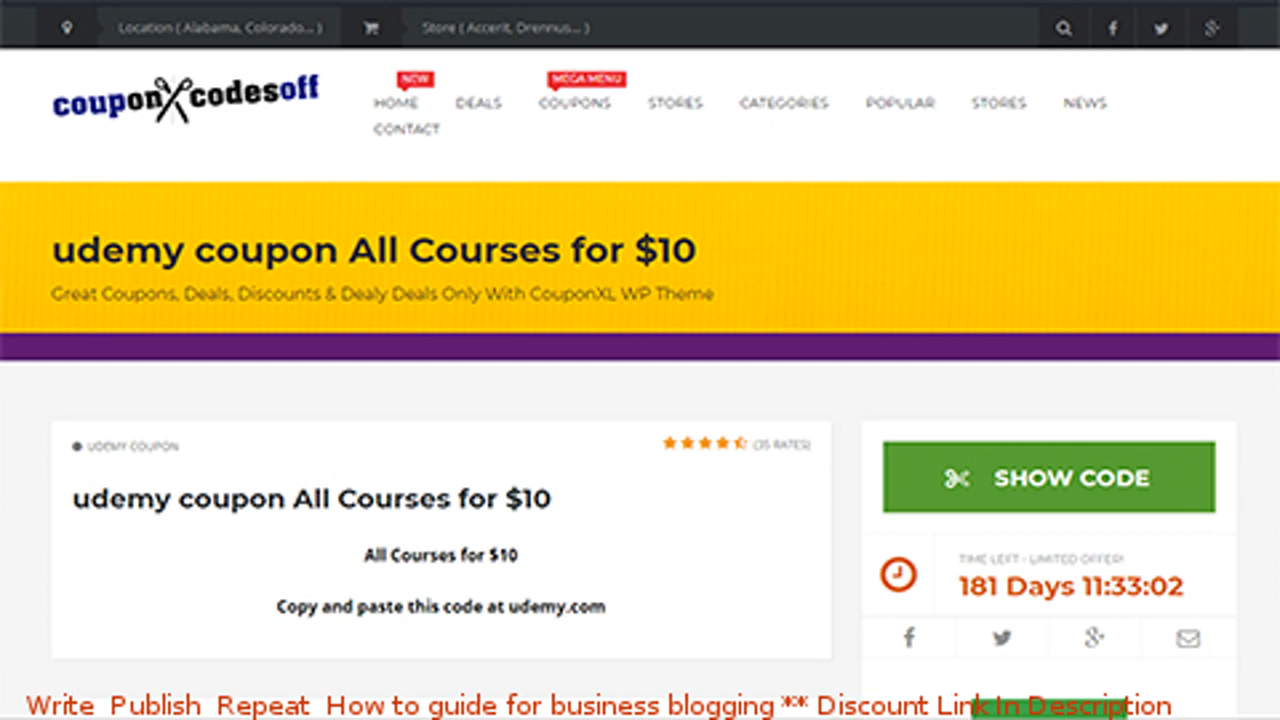 Location ( Alabama, Colorado... )
Store ( Accerit, Drennus... )
couponXcodesoff
NEW
MEGA MENU
HOME DEALS COUPONS STORES CATEGORIES POPULAR STORES NEWS
CONTACT
udemy coupon All Courses for $10
Great Coupons, Deals, Discounts & Dealy Deals Only With CouponXL WP Theme
UDEMY COUPON
(35 RATES)
udemy coupon All Courses for $10
All Courses for $10
Copy and paste this code at udemy.com
SHOW CODE
TIME LEFT - LIMITED OFFER!
181 Days 11:33:02
Write Publish Repeat How to guide for business blogging ** Discount Link In Description